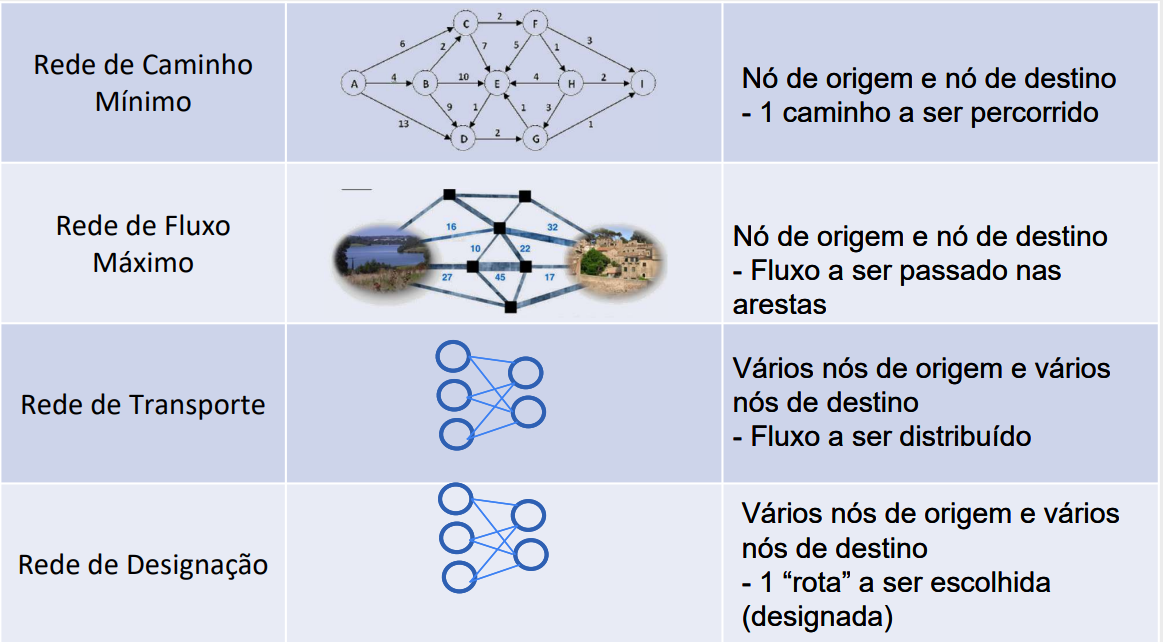 Rede de Caminho
Mínimo
2
C
F
6
2
7
5
1
3
A
4
B
10
E
4
H
2
I
9
1
1
3
13
D
2
G
1
Nó de origem e nó de destino
- 1 caminho a ser percorrido
Rede de Fluxo
Máximo
16
32
10
22
27
45
17
Nó de origem e nó de destino
- Fluxo a ser passado nas
arestas
Rede de Transporte
Vários nós de origem e vários
nós de destino
- Fluxo a ser distribuído
Rede de Designação
Vários nós de origem e vários
nós de destino
- 1 “rota” a ser escolhida
(designada)